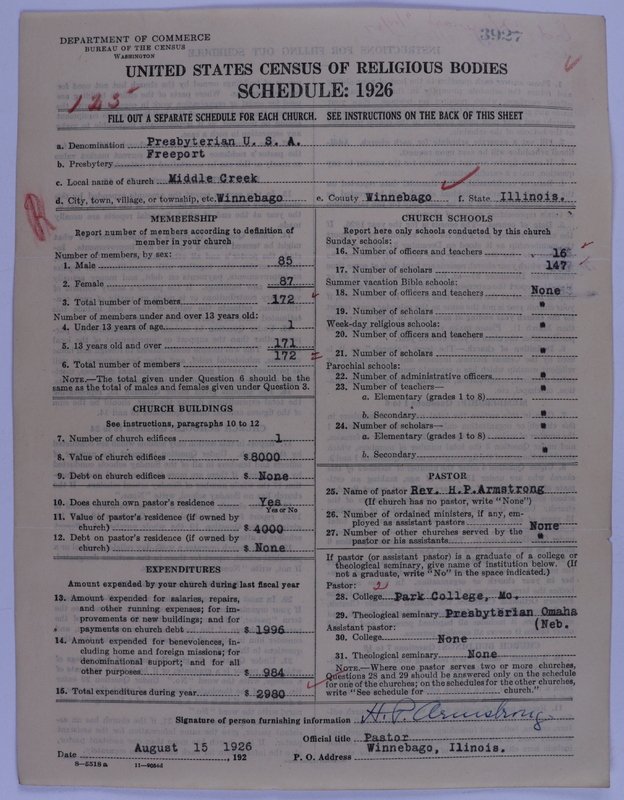 DEPARTMENT OF COMMERCE
BUREAU OF THE CENSUS
WASHINGTON
3927
UNITED STATES CENSUS OF RELIGIOUS BODIES
SCHEDULE: 1926
125
FILL OUT A SEPARATE SCHEDULE FOR EACH CHURCH. SEE INSTRUCTIONS ON THE BACK OF THIS SHEET
a. Denomination Presbyterian U. S. A.
b. Presbytery Freeport
c. Local name of church Middle Creek
d. City, town, village, or township, etc. Winnebago e. County Winnebago f. State Illinois.
R
MEMBERSHIP
Report number of members according to definition of
member in your church
Number of members, by sex:
1. Male 85
2. Female 87
3. Total number of members 172
Number of members under and over 13 years old:
4. Under 13 years of age 1
5. 13 years old and over 171
6. Total number of members 172
NOTE.—The total given under Question 6 should be the
same as the total of males and females given under Question 3.
CHURCH BUILDINGS
See instructions, paragraphs 10 to 12
7. Number of church edifices 1
8. Value of church edifices $ 8000
9. Debt on church edifices $ None
10. Does church own pastor's residence Yes
Yes or No
11. Value of pastor's residence (if owned by
church) $ 4000
12. Debt on pastor's residence (if owned by
church) $ None
EXPENDITURES
Amount expended by your church during last fiscal year
13. Amount expended for salaries, repairs,
and other running expenses; for im-
provements or new buildings; and for
payments on church debt $ 1996
14. Amount expended for benevolences, in-
cluding home and foreign missions; for
denominational support; and for all
other purposes $ 984
15. Total expenditures during year $ 2980
CHURCH SCHOOLS
Report here only schools conducted by this church
Sunday schools:
16. Number of officers and teachers 16
17. Number of scholars 147
Summer vacation Bible schools:
18. Number of officers and teachers None
19. Number of scholars "
Week-day religious schools:
20. Number of officers and teachers "
21. Number of scholars "
Parochial schools:
22. Number of administrative officers "
23. Number of teachers—
a. Elementary (grades 1 to 8) "
b. Secondary "
24. Number of scholars—
a. Elementary (grades 1 to 8) "
b. Secondary "
PASTOR
25. Name of pastor Rev. H.P.Armstrong
(If church has no pastor, write "None")
26. Number of ordained ministers, if any, em-
ployed as assistant pastors None
27. Number of other churches served by the
pastor or his assistants "
If pastor (or assistant pastor) is a graduate of a college or
theological seminary, give name of institution below. (If
not a graduate, write "No" in the space indicated.)
Pastor: 2
28. College Park College, Mo.
29. Theological seminary Presbyterian Omaha
Assistant pastor: (Neb.
30. College None
31. Theological seminary None
NOTE.—Where one pastor serves two or more churches,
Questions 28 and 29 should be answered only on the schedule
for one of the churches; on the schedules for the other churches,
write "See schedule for church."
Signature of person furnishing information H. P. Armstrong
Official title Pastor
Date August 15 1926, 192 P. O. Address Winnebago, Ilinois.
8-5518 a